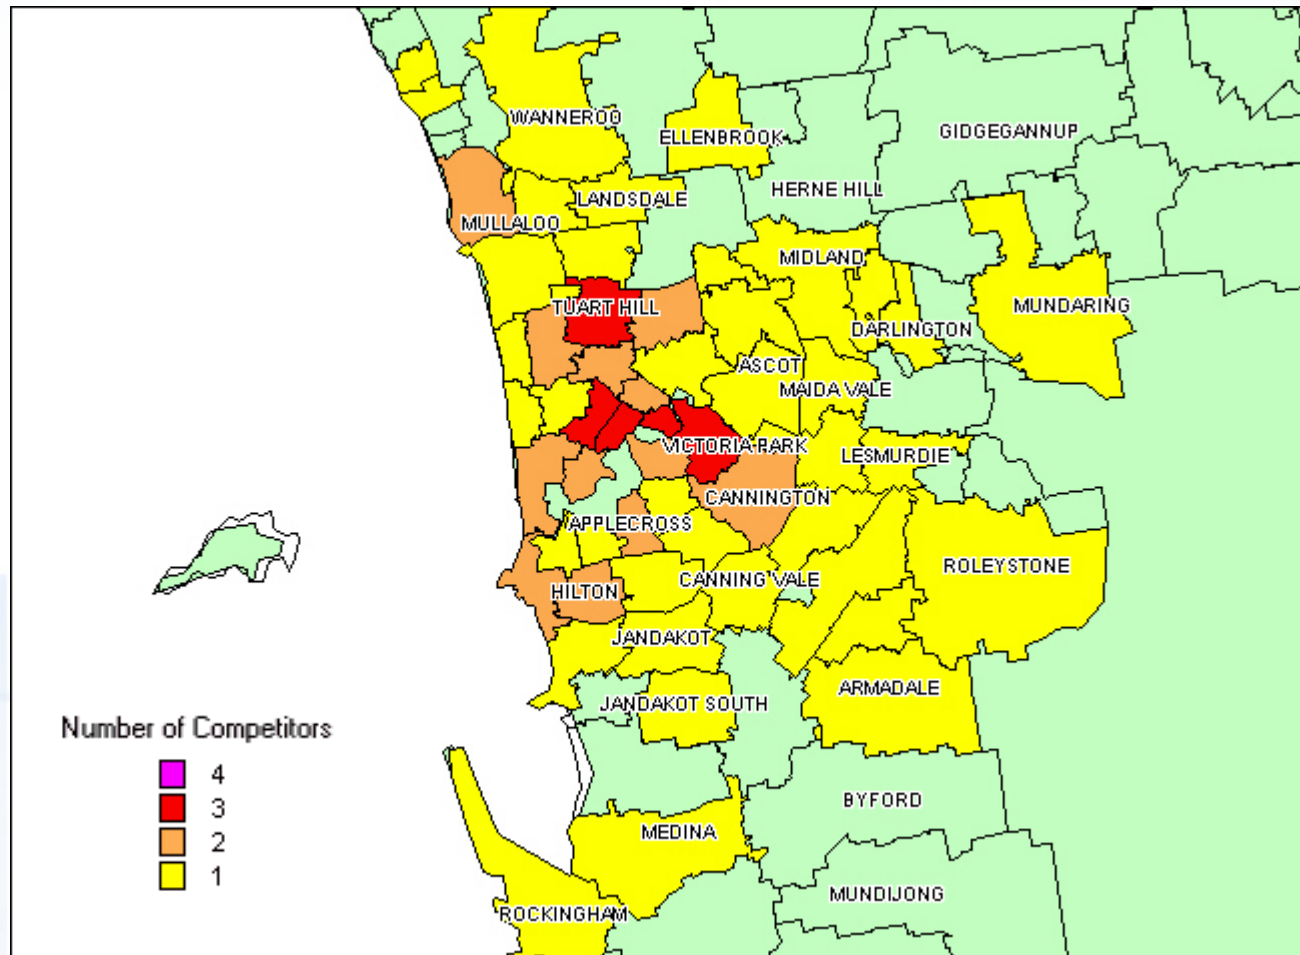 WANNEROO
ELLENBROOK
GIDGEGANNUP
HERNE HILL
LANDSDALE
MULLALOO
MIDLAND
TUART HILL
MUNDARING
DARLINGTON
ASCOT
MAIDA VALE
VICTORIA PARK
LESMURDIE
CANNINGTON
APPLECROSS
ROLEYSTONE
CANNING VALE
HILTON
JANDAKOT
ARMADALE
JANDAKOT SOUTH
Number of Competitors
4
3
2
1
BYFORD
MEDINA
MUNDIJONG
ROCKINGHAM